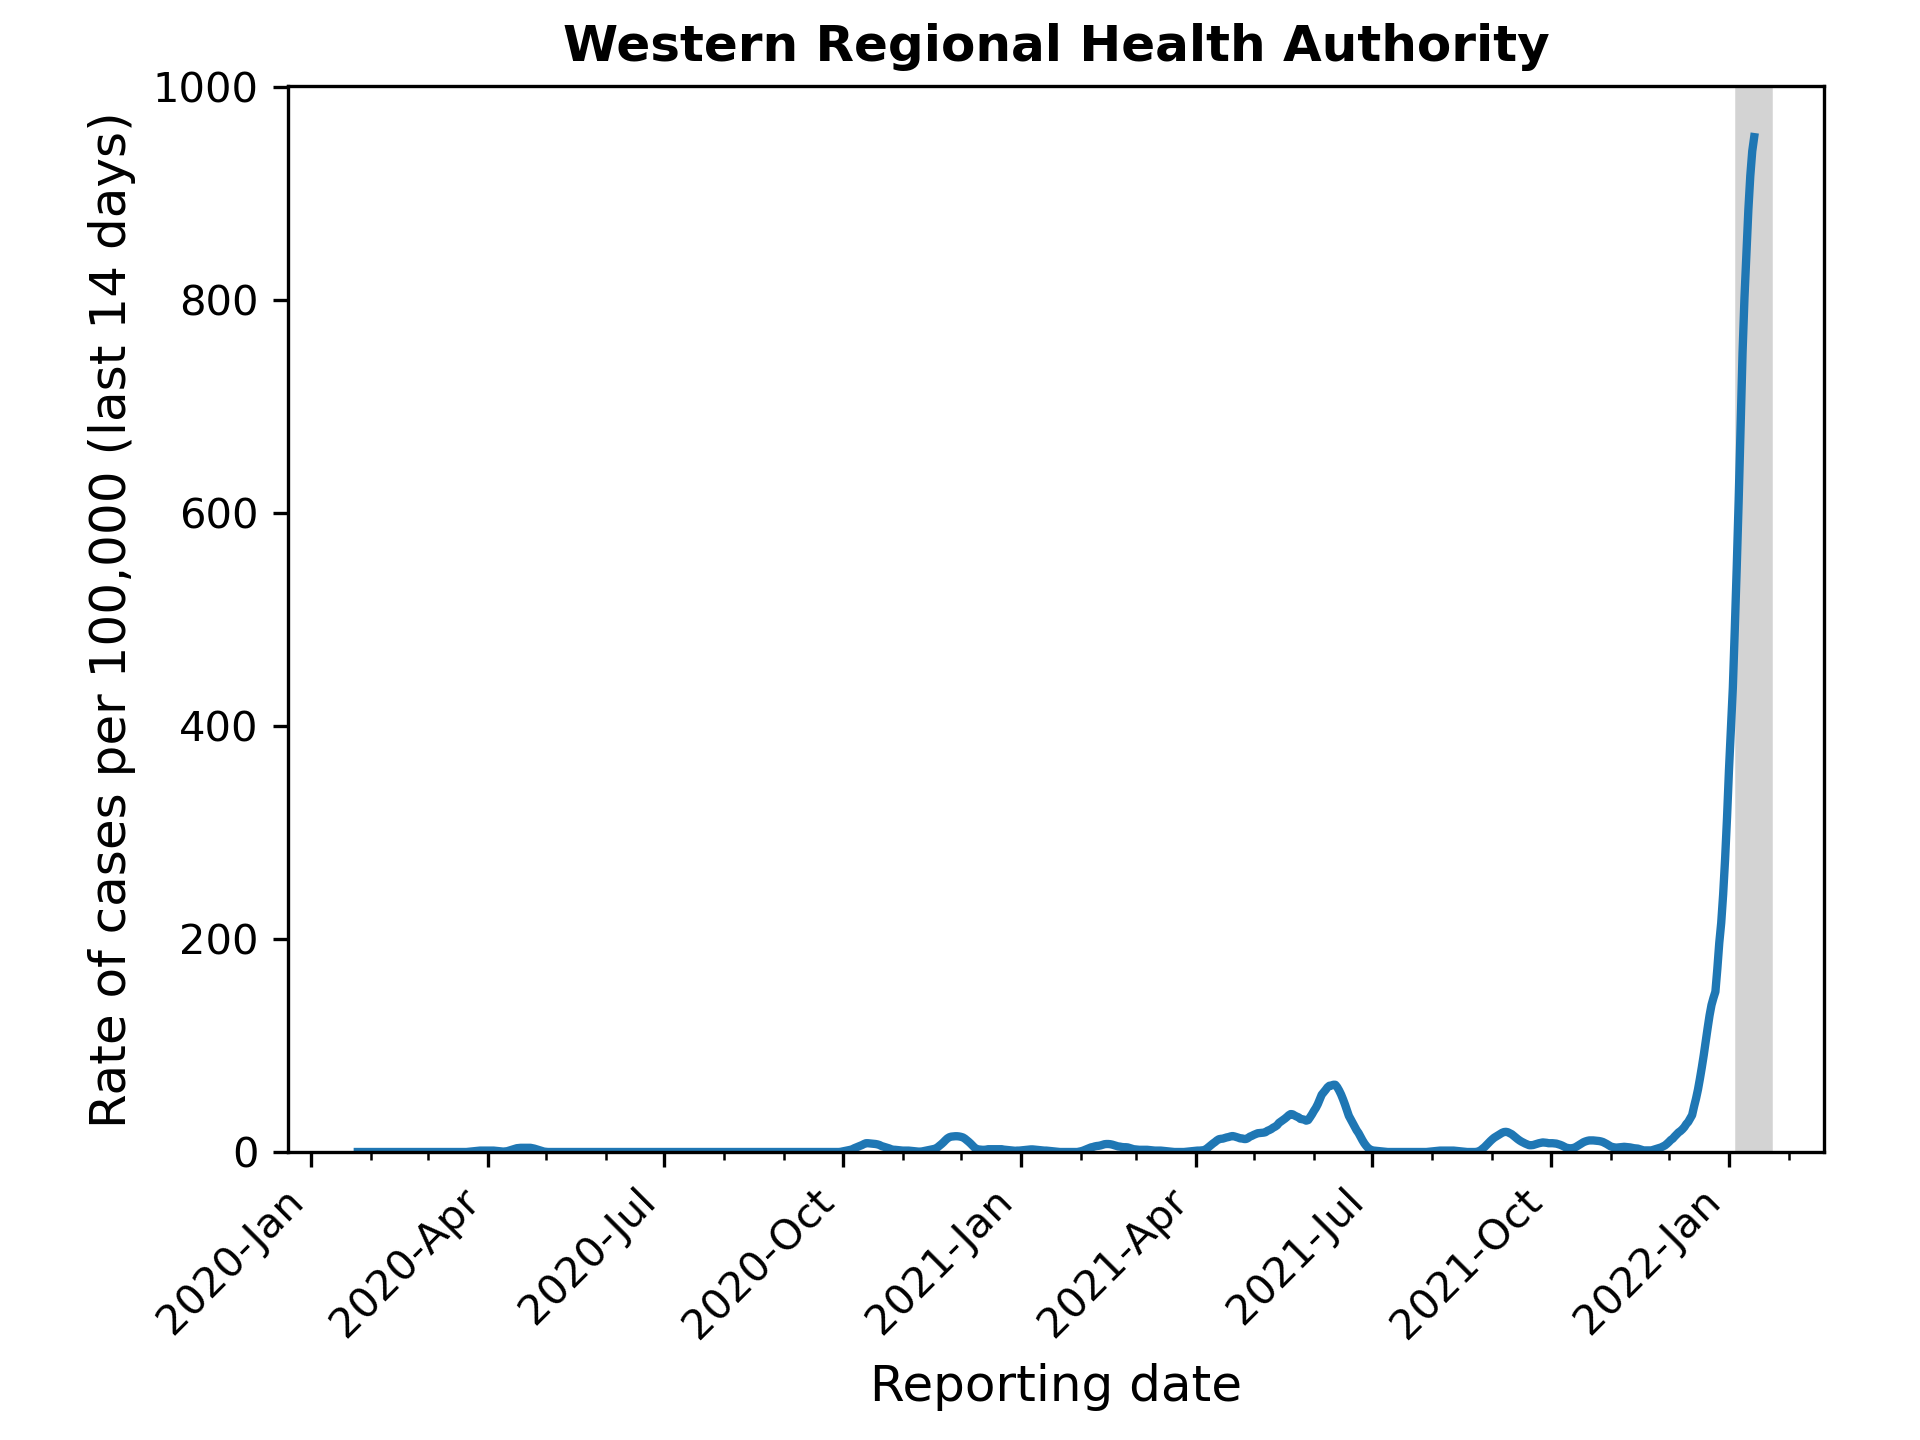 Western Regional Health Authority
Rate of cases per 100,000 (last 14 days)
1000
800
600
400
200
0
2020-Jan
2020-Apr
2020-Jul
2020-Oct
2021-Jan
2021-Apr
2021-Jul
2021-Oct
2022-Jan
Reporting date